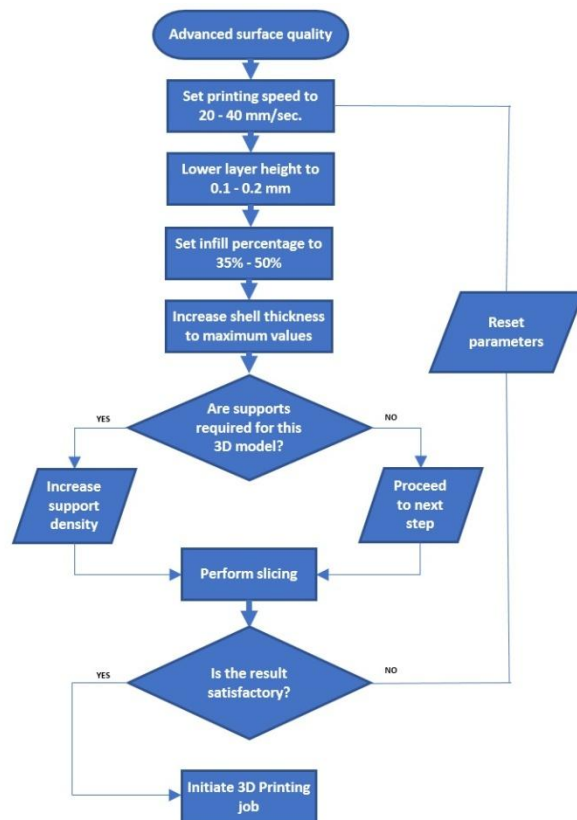 Advanced surface quality
Set printing speed to
20 - 40 mm/sec.
Lower layer height to
0.1 - 0.2 mm
Set infill percentage to
35% - 50%
Increase shell thickness
to maximum values
Reset
parameters
Are supports
required for this
3D model?
YES
NO
Increase
support
density
Proceed
to next
step
Perform slicing
Is the result
satisfactory?
YES
NO
Initiate 3D Printing
job